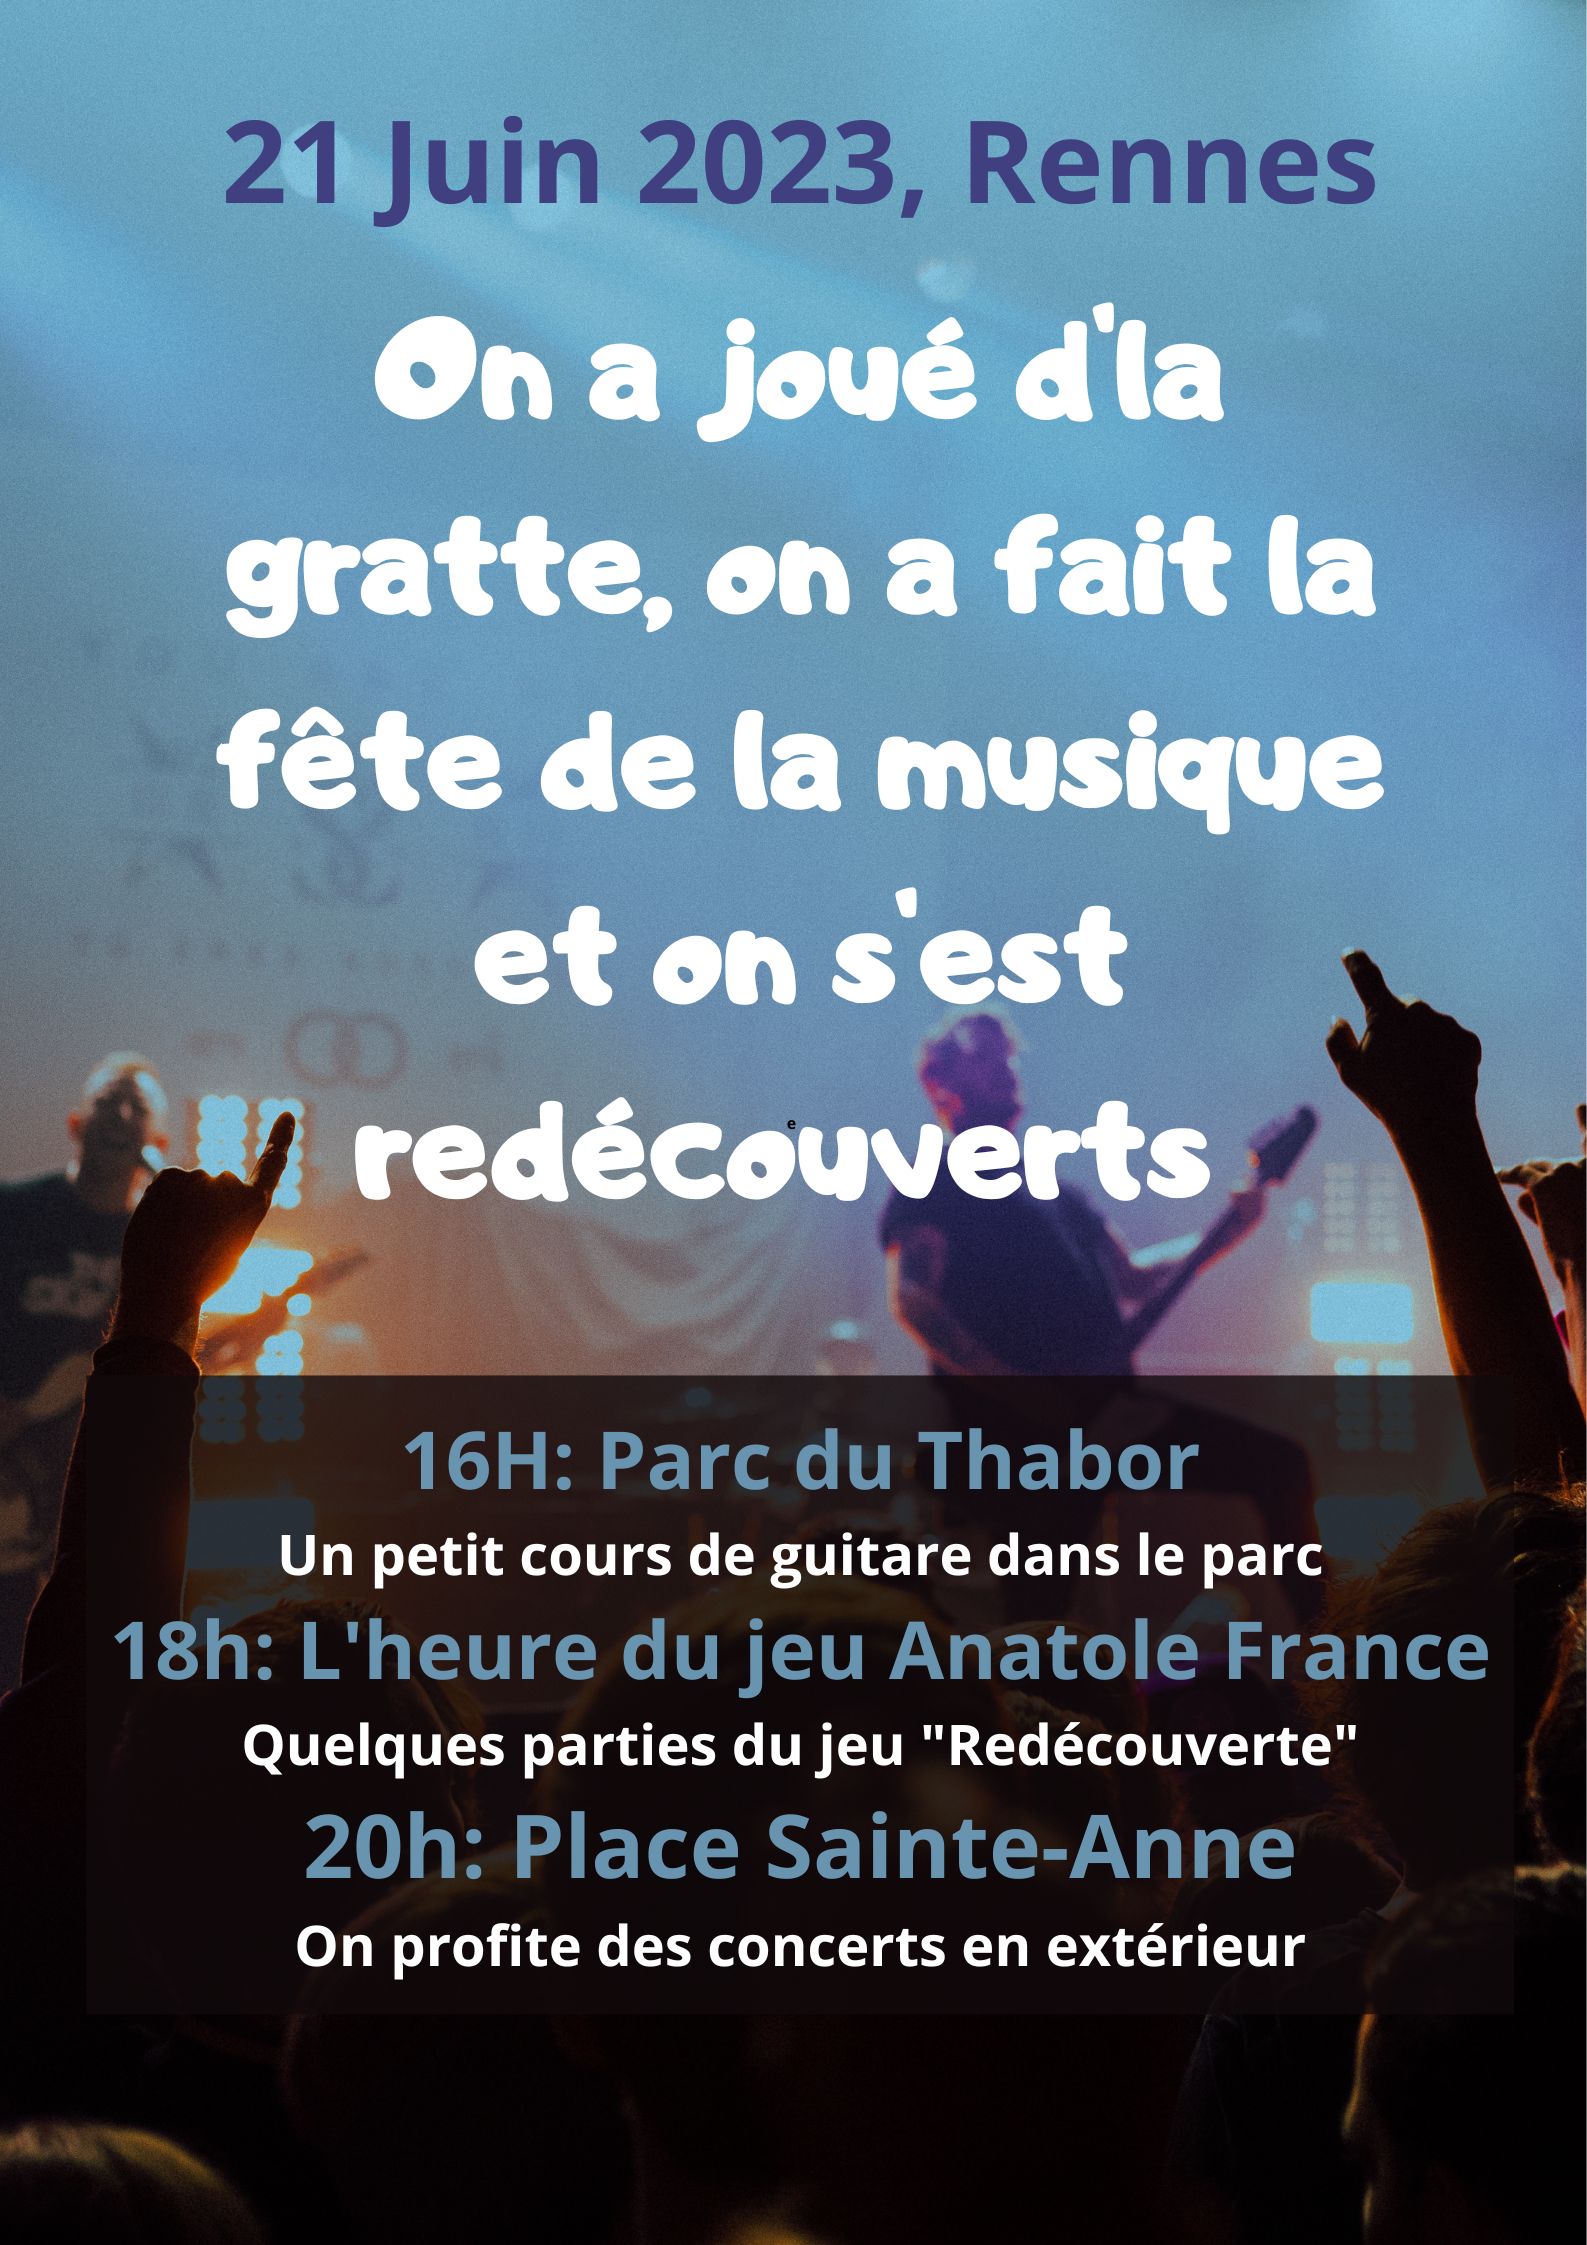 21 Juin 2023, Rennes
On a joué d'la
gratte, on a fait la
fête de la musique
et on s'est
redécouverts
e
16H: Parc du Thabor
Un petit cours de guitare dans le parc
18h: L'heure du jeu Anatole France
Quelques parties du jeu "Redécouverte"
20h: Place Sainte-Anne
On profite des concerts en extérieur